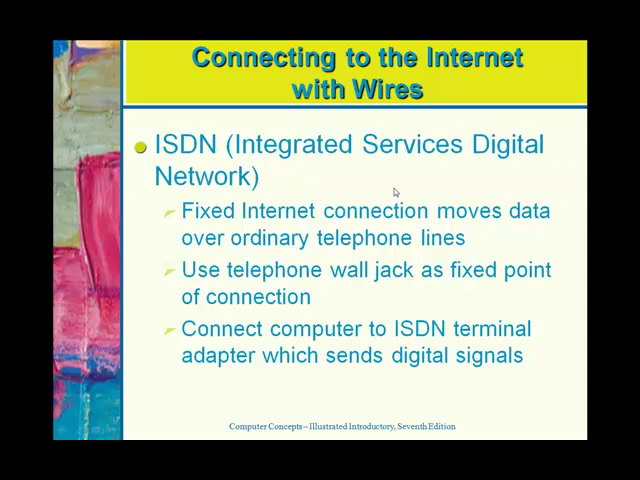 Connecting to the Internet
with Wires
ISDN (Integrated Services Digital
Network)
Fixed Internet connection moves data
over ordinary telephone lines
Use telephone wall jack as fixed point
of connection
Connect computer to ISDN terminal
adapter which sends digital signals
Computer Concepts – Illustrated Introductory, Seventh Edition